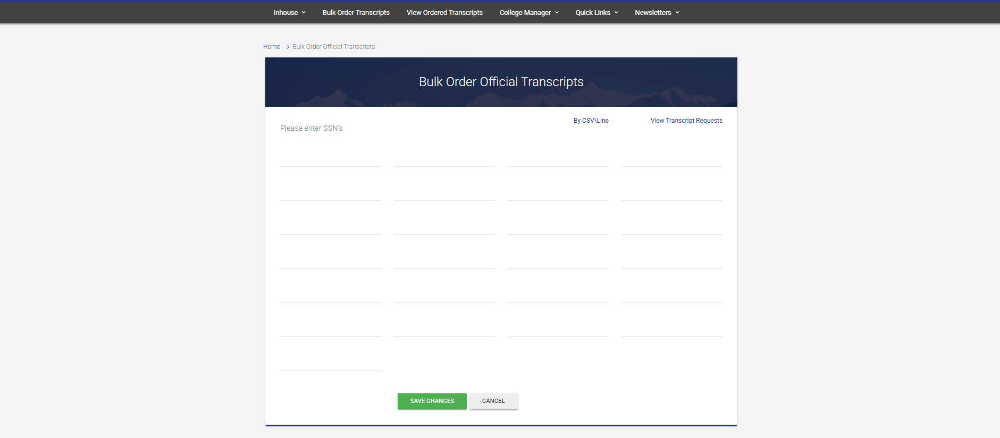 Inhouse Bulk Order Transcripts View Ordered Transcripts College Manager Quick Links Newsletters
Home → Bulk Order Official Transcripts
Bulk Order Official Transcripts
By CSV\Line View Transcript Requests
Please enter SSN's
SAVE CHANGES CANCEL